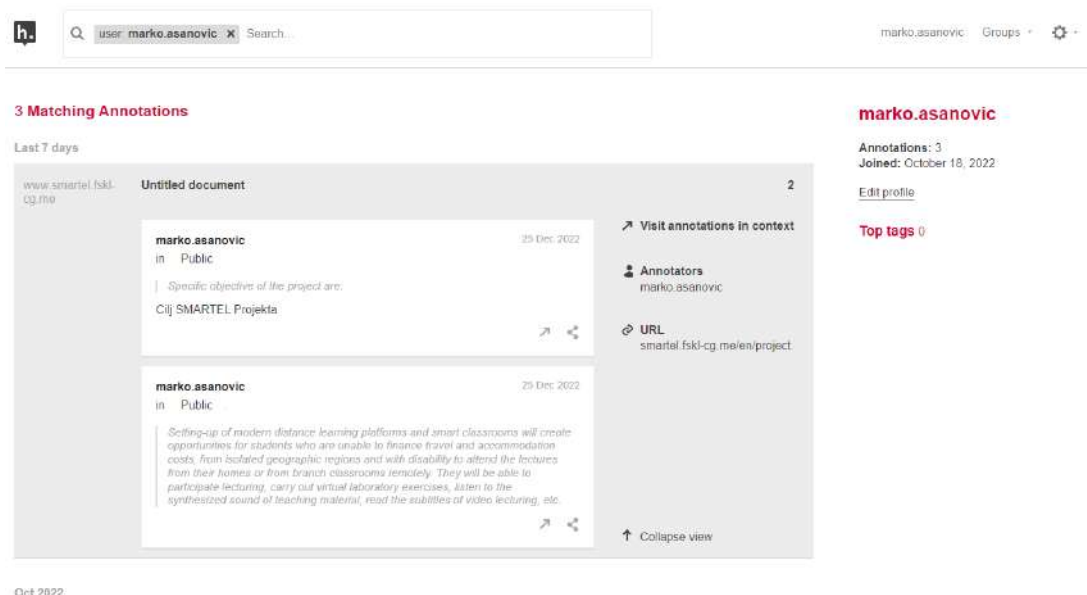 h.
user: marko.asanovic x Search...
marko.asanovic Groups
3 Matching Annotations
Last 7 days
www.smartel.fskl-
cg.me
Untitled document 2
marko.asanovic 25 Dec 2022
in Public
Specific objective of the project are:
Cilj SMARTEL Projekta
marko.asanovic 25 Dec 2022
in Public
Setting-up of modern distance learning platforms and smart classrooms will create
opportunities for students who are unable to finance travel and accommodation
costs, from isolated geographic regions and with disability to attend the lectures
from their homes or from branch classrooms remotely. They will be able to
participate lecturing, carry out virtual laboratory exercises, listen to the
synthesized sound of teaching material, read the subtitles of video lecturing, etc.
Visit annotations in context
Annotators
marko.asanovic
URL
smartel.fskl-cg.me/en/project
Collapse view
Oct 2022
marko.asanovic
Annotations: 3
Joined: October 18, 2022
Edit profile
Top tags 0